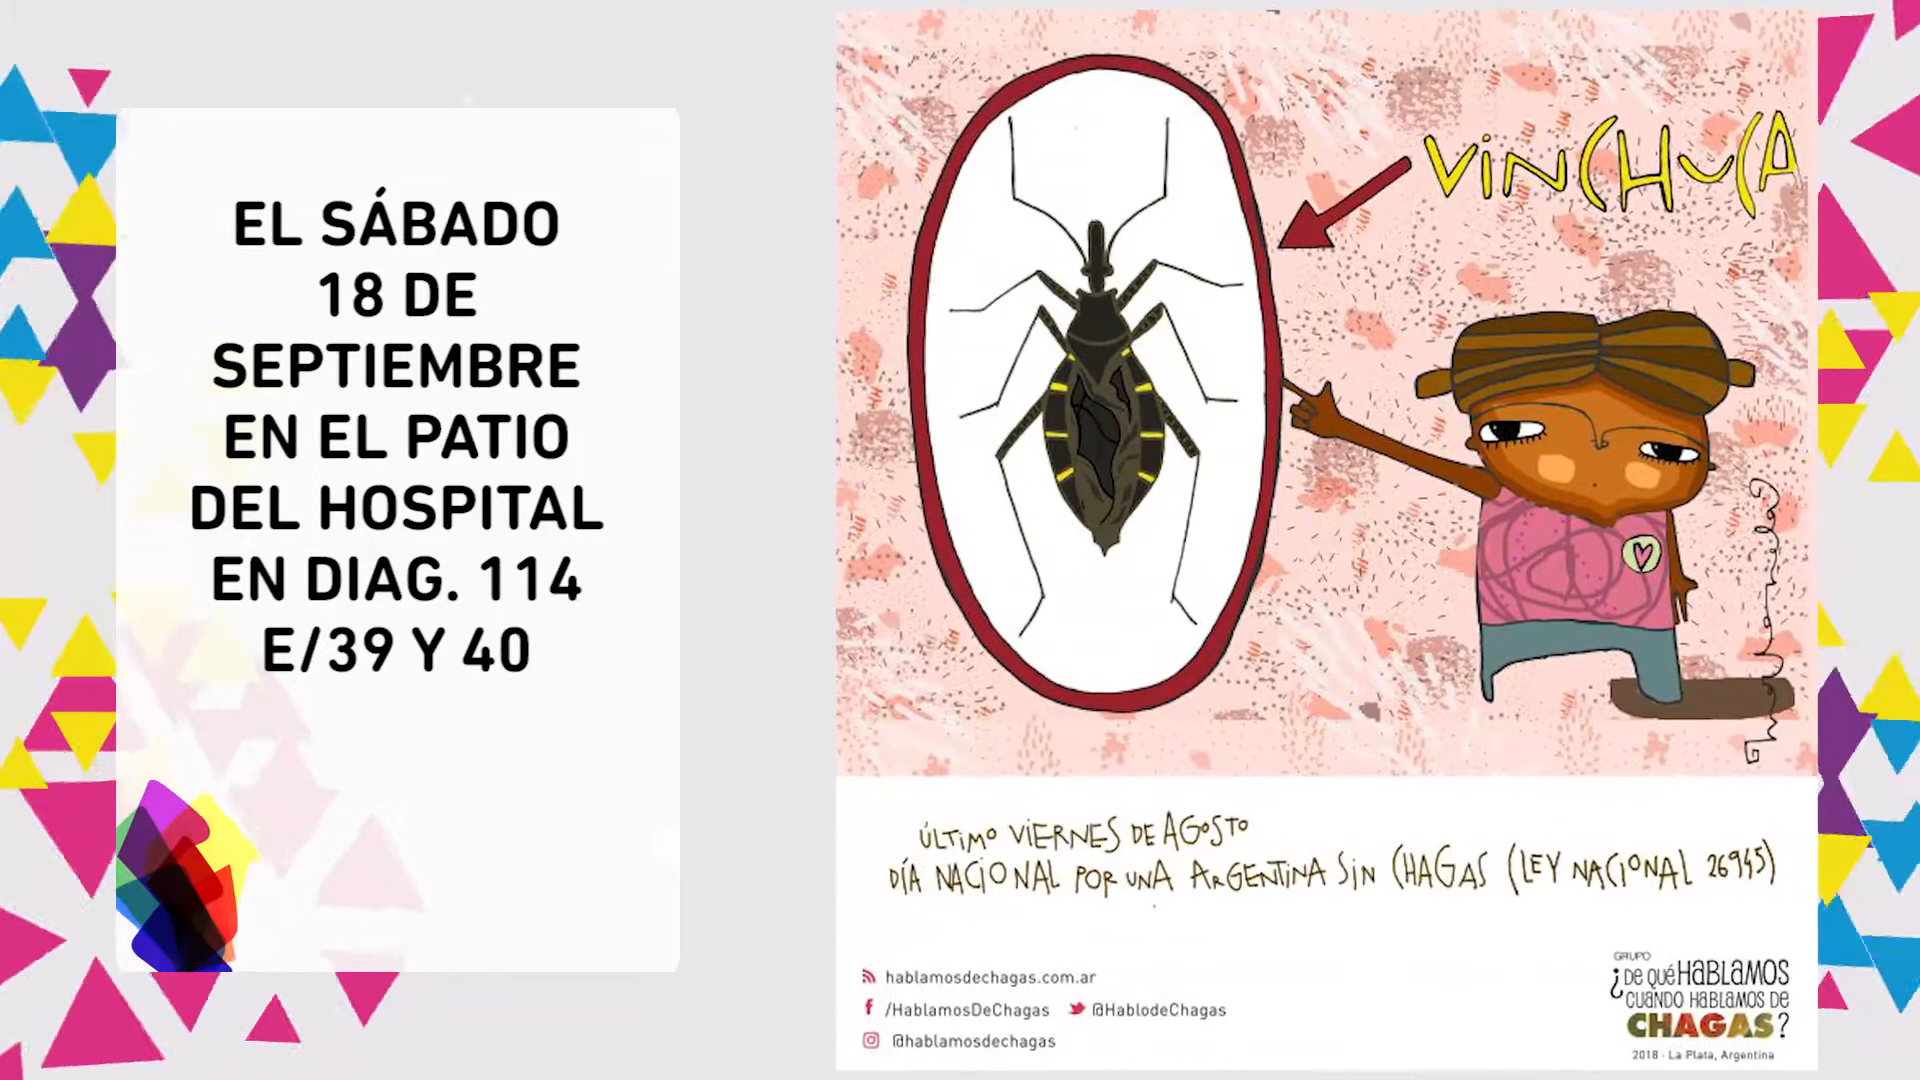 EL SÁBADO
18 DE
SEPTIEMBRE
EN EL PATIO
DEL HOSPITAL
EN DIAG. 114
E/39 Y 40
VINCHUCA
ÚLTIMO VIERNES DE AGOSTO
DÍA NACIONAL POR UNA ARGENTINA SIN CHAGAS (LEY NACIONAL 26945)
hablamosdechagas.com.ar
/HablamosDeChagas @HablodeChagas
@hablamosdechagas
GRUPO
¿DE QUÉ HABLAMOS
CUANDO HABLAMOS DE
CHAGAS?
2018 - La Plata, Argentina